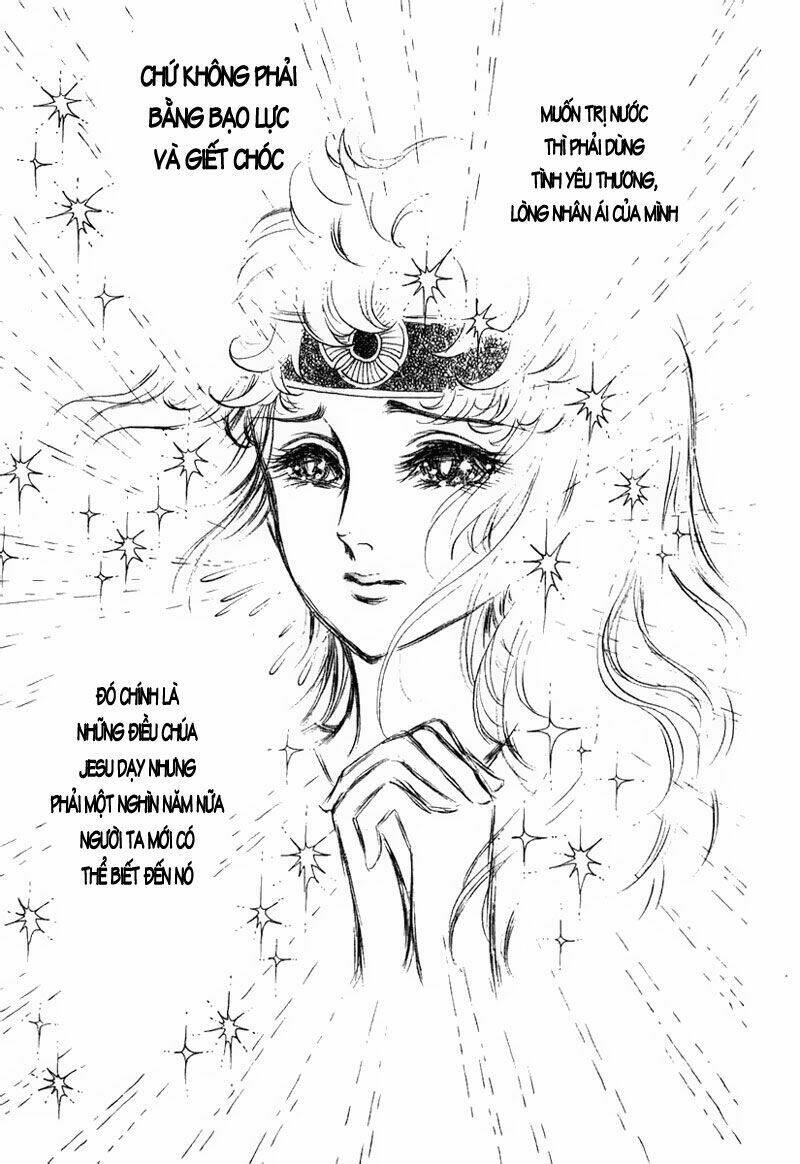 MUỐN TRỊ NƯỚC
THÌ PHẢI DÙNG
TÌNH YÊU THƯƠNG,
LÒNG NHÂN ÁI CỦA MÌNH
CHỨ KHÔNG PHẢI
BẰNG BẠO LỰC
VÀ GIẾT CHÓC
ĐÓ CHÍNH LÀ
NHỮNG ĐIỀU CHÚA
JESU DẠY NHƯNG
PHẢI MỘT NGHÌN NĂM NỮA
NGƯỜI TA MỚI CÓ
THỂ BIẾT ĐẾN NÓ